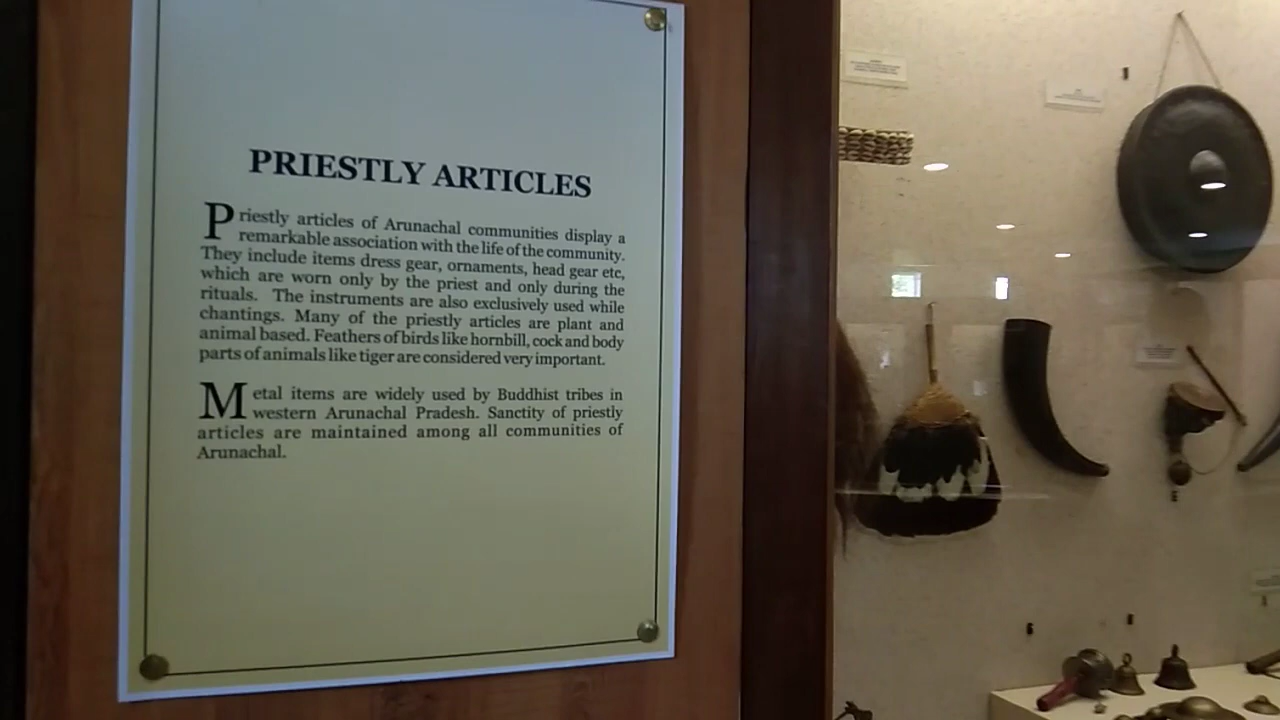 PRIESTLY ARTICLES
Priestly articles of Arunachal communities display a
remarkable association with the life of the community.
They include items dress gear, ornaments, head gear etc,
which are worn only by the priest and only during the
rituals. The instruments are also exclusively used while
chantings. Many of the priestly articles are plant and
animal based. Feathers of birds like hornbill, cock and body
parts of animals like tiger are considered very important.
Metal items are widely used by Buddhist tribes in
western Arunachal Pradesh. Sanctity of priestly
articles are maintained among all communities of
Arunachal.